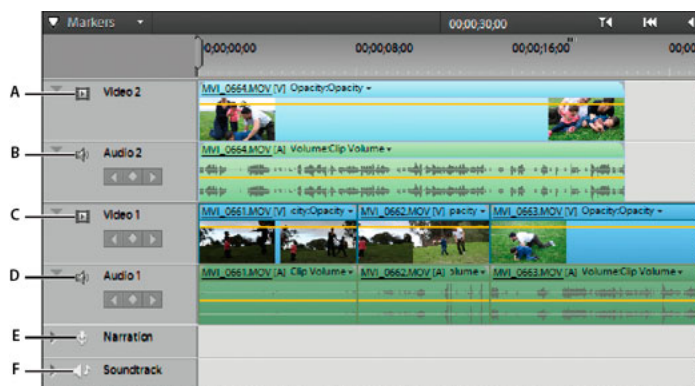 Markers
00;00;30;00
00;00;00;00 00;00;08;00 00;00;16;00 00;00
A Video 2 MVI_0664.MOV [V] Opacity:Opacity
B Audio 2 MVI_0664.MOV [A] Volume:Clip Volume
C Video 1 MVI_0661.MOV [V] city:Opacity MVI_0662.MOV [V] pacity MVI_0663.MOV [V] Opacity:Opacity
D Audio 1 MVI_0661.MOV [A] Clip Volume MVI_0662.MOV [A] olume MVI_0663.MOV [A] Volume:Clip Volume
E Narration
F Soundtrack